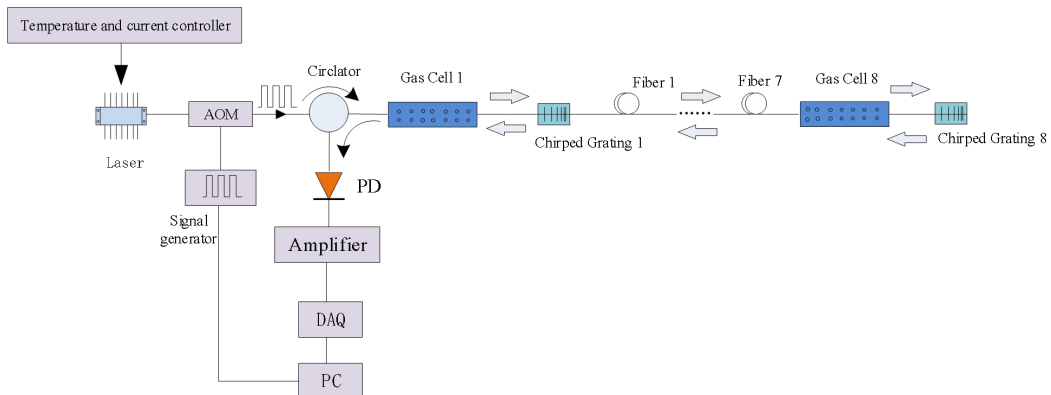 Temperature and current controller
Circlator
Gas Cell 1
Fiber 1
Fiber 7
Gas Cell 8
AOM
Chirped Grating 1
Chirped Grating 8
Laser
PD
Signal
generator
Amplifier
DAQ
PC